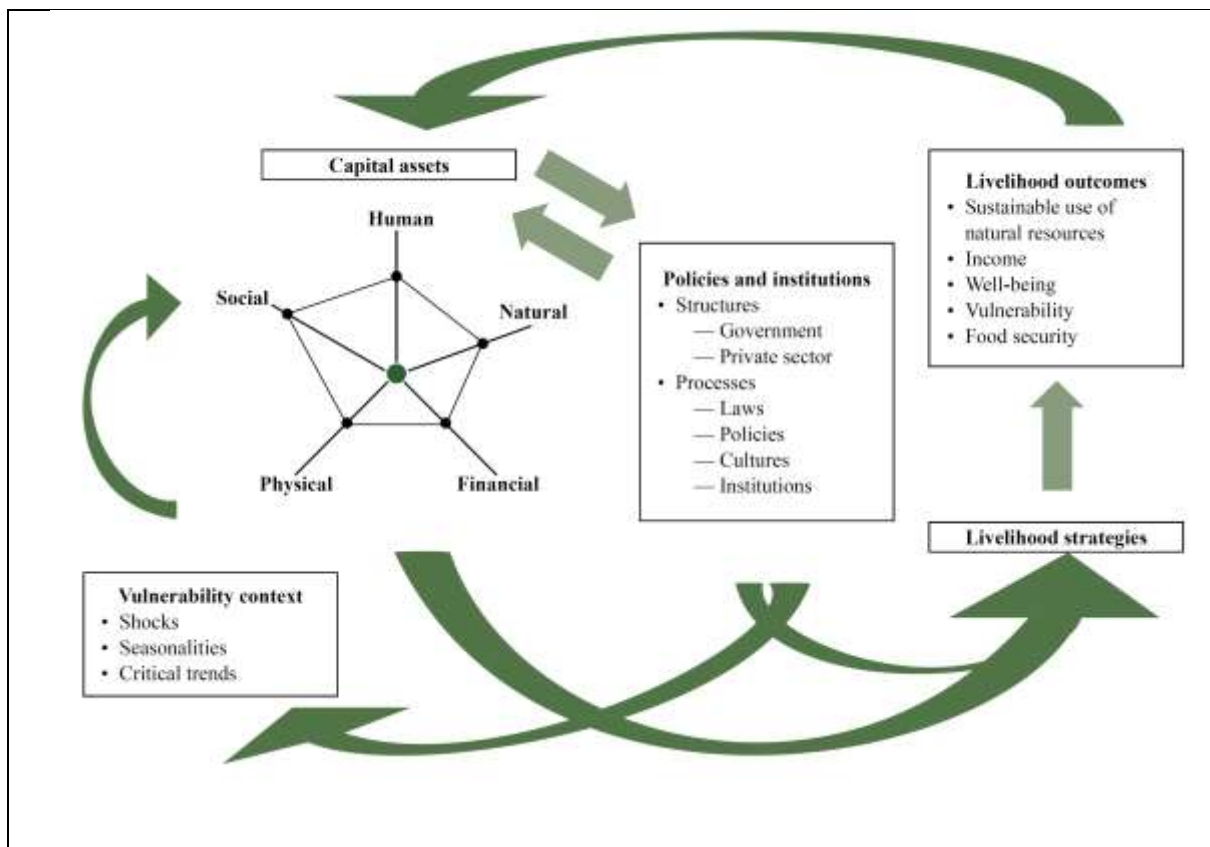 Capital assets
Human
Social
Natural
Physical
Financial
Policies and institutions
• Structures
— Government
— Private sector
• Processes
— Laws
— Policies
— Cultures
— Institutions
Livelihood outcomes
• Sustainable use of
natural resources
• Income
• Well-being
• Vulnerability
• Food security
Livelihood strategies
Vulnerability context
• Shocks
• Seasonalities
• Critical trends